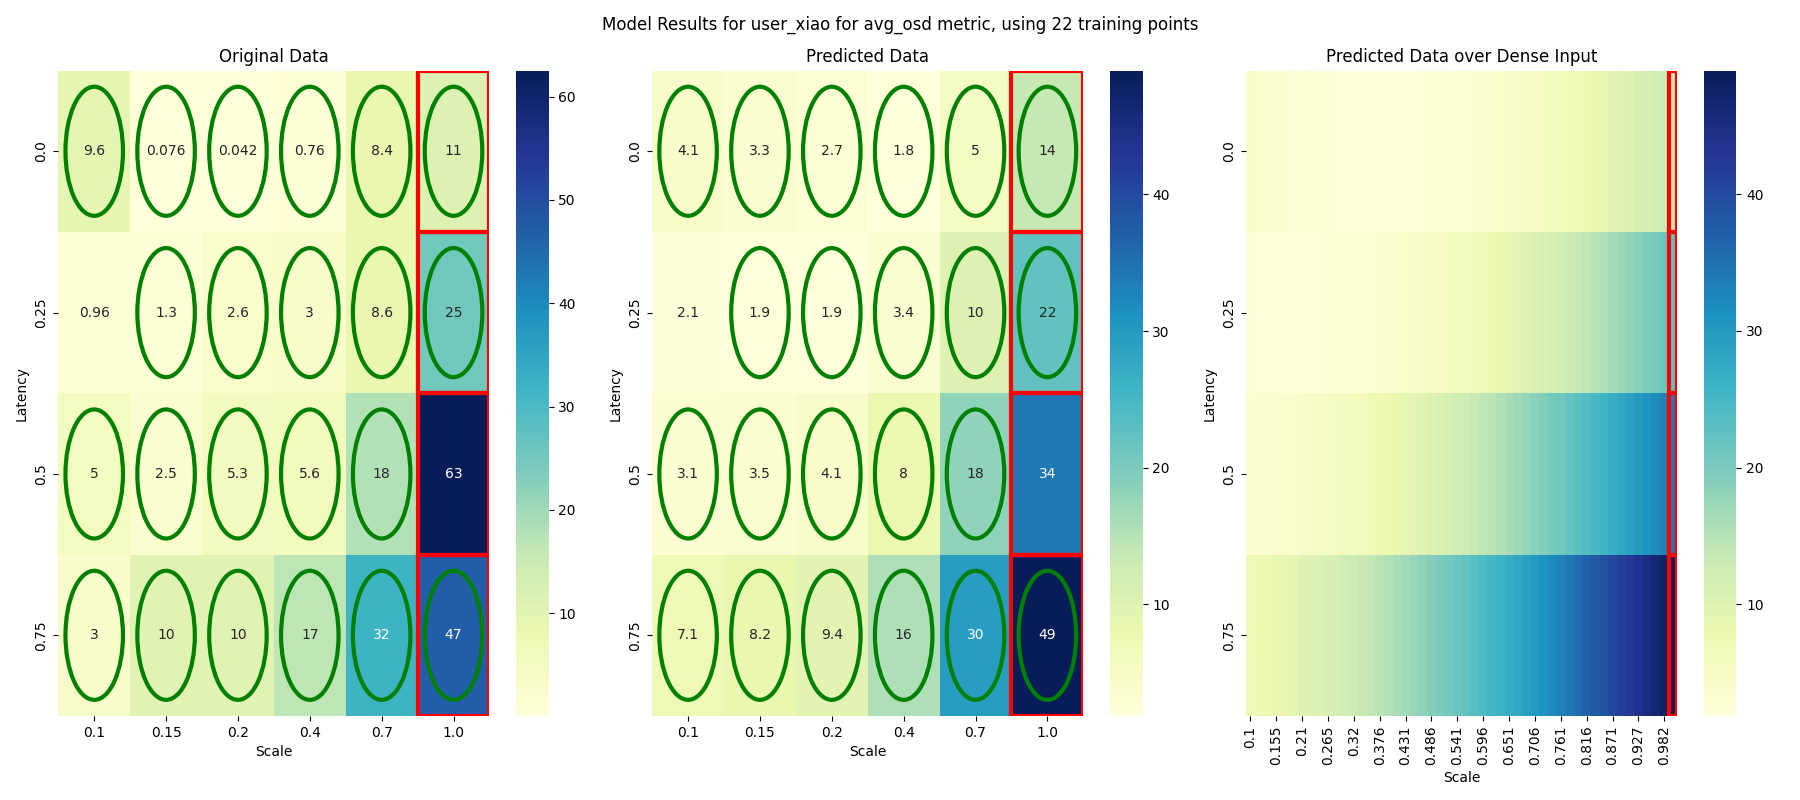 Model Results for user_xiao for avg_osd metric, using 22 training points
Original Data
Latency
0.0
0.25
0.5
0.75
9.6 0.076 0.042 0.76 8.4 11
0.96 1.3 2.6 3 8.6 25
5 2.5 5.3 5.6 18 63
3 10 10 17 32 47
0.1 0.15 0.2 0.4 0.7 1.0
Scale
60
50
40
30
20
10
Predicted Data
Latency
0.0
0.25
0.5
0.75
4.1 3.3 2.7 1.8 5 14
2.1 1.9 1.9 3.4 10 22
3.1 3.5 4.1 8 18 34
7.1 8.2 9.4 16 30 49
0.1 0.15 0.2 0.4 0.7 1.0
Scale
40
30
20
10
Predicted Data over Dense Input
Latency
0.0
0.25
0.5
0.75
0.1 0.155 0.21 0.265 0.32 0.376 0.431 0.486 0.541 0.596 0.651 0.706 0.761 0.816 0.871 0.927 0.982
Scale
40
30
20
10